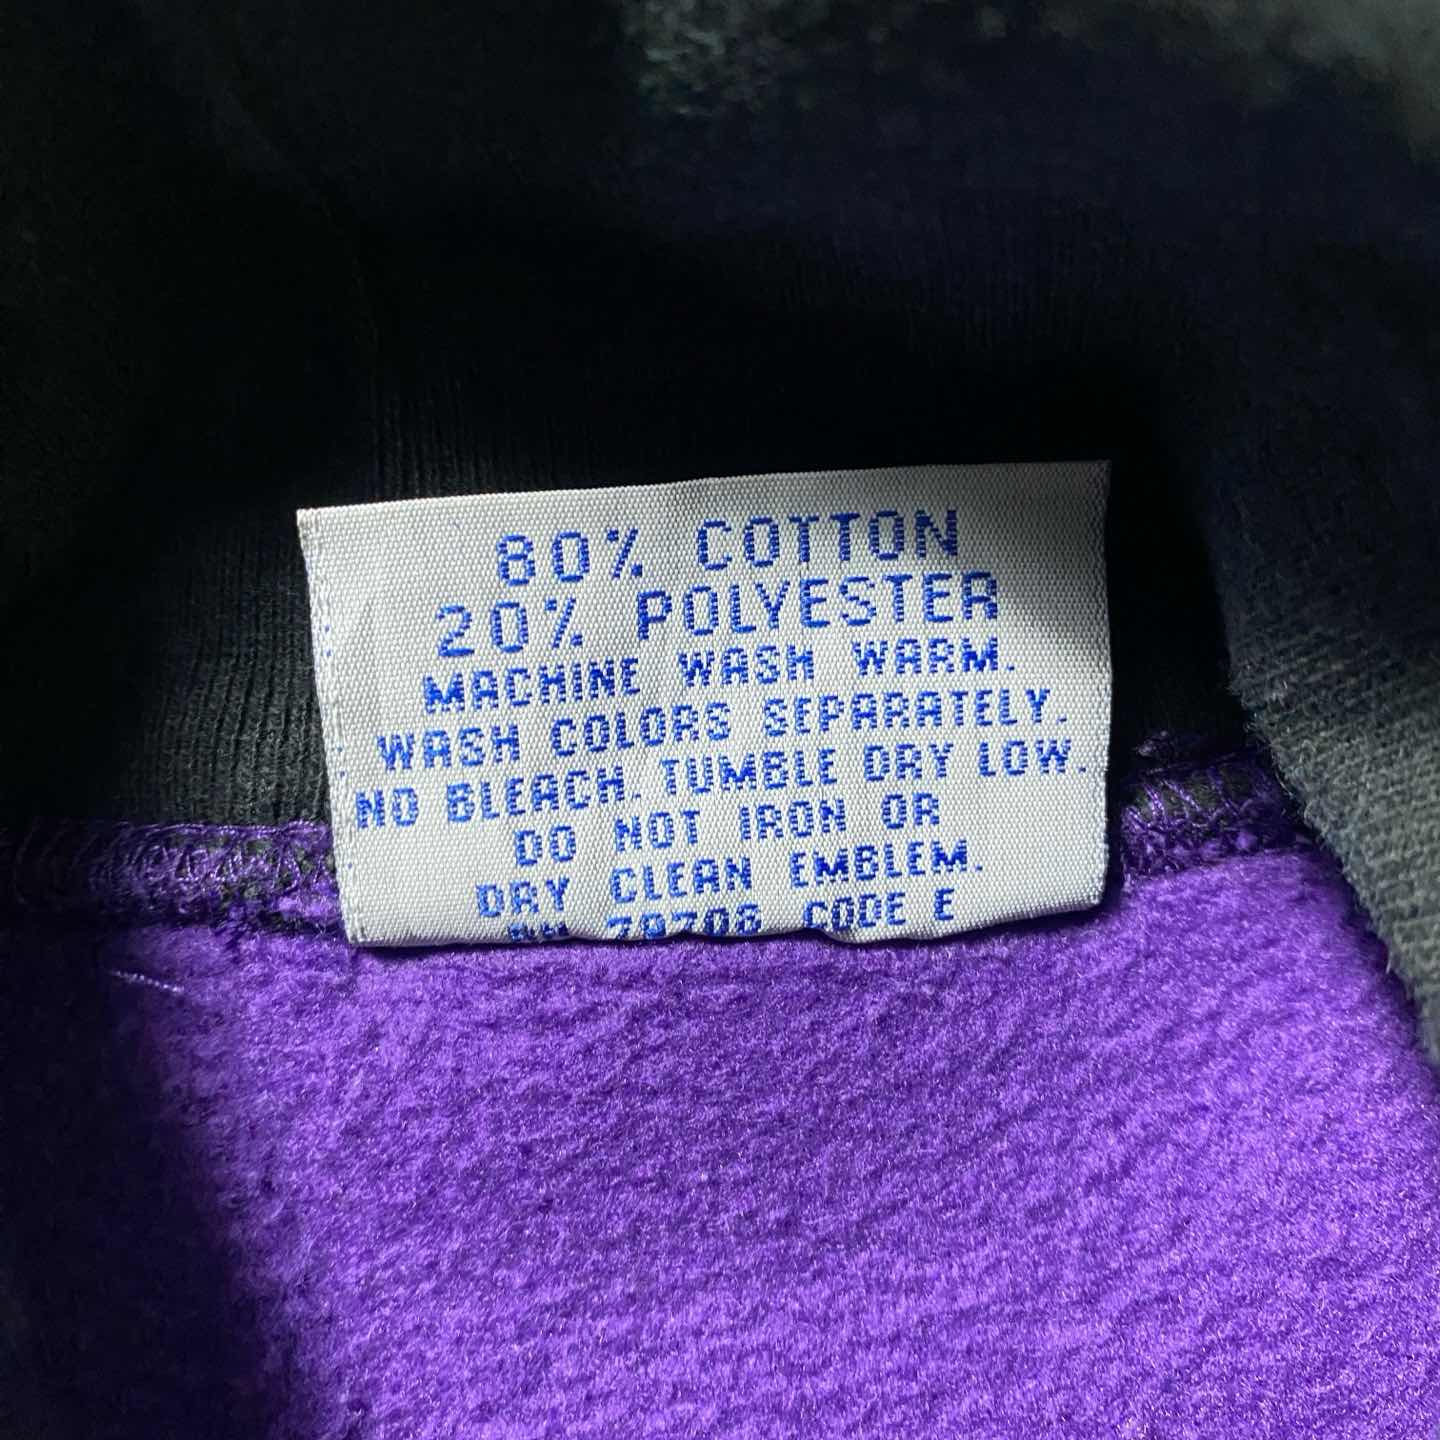 80% COTTON
20% POLYESTER
MACHINE WASH WARM.
WASH COLORS SEPARATELY.
NO BLEACH. TUMBLE DRY LOW.
DO NOT IRON OR
DRY CLEAN EMBLEM.
CODE E